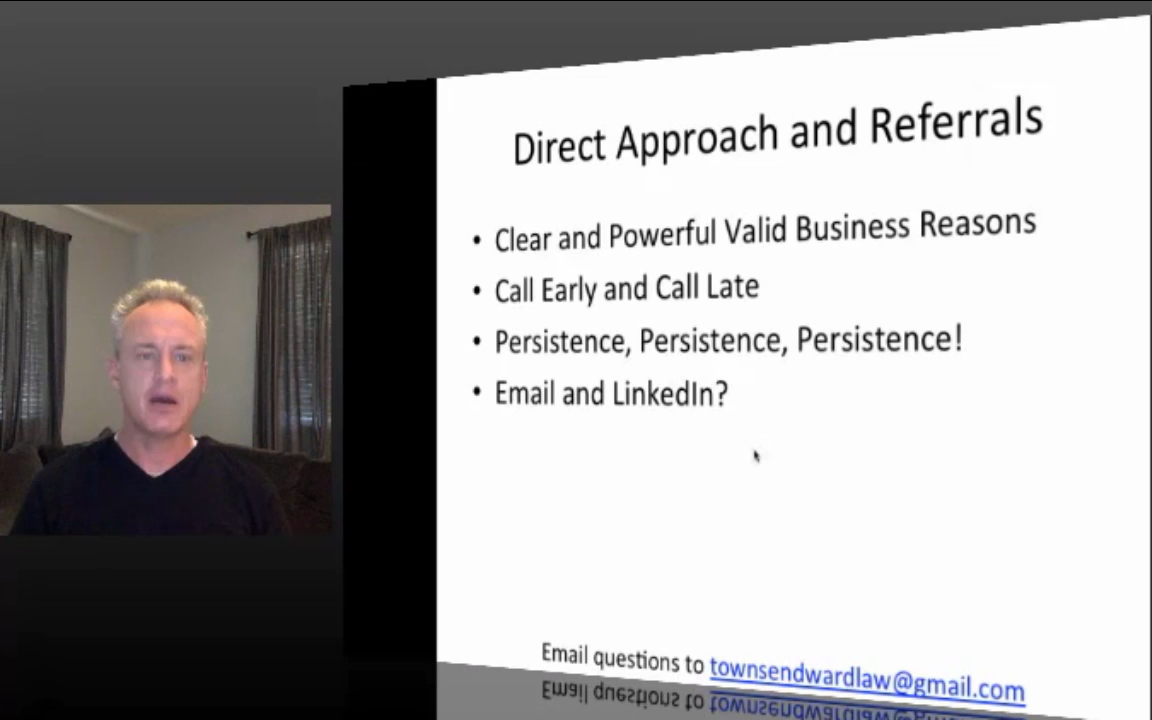 Direct Approach and Referrals
• Clear and Powerful Valid Business Reasons
• Call Early and Call Late
• Persistence, Persistence, Persistence!
• Email and LinkedIn?
Email questions to townsendwardlaw@gmail.com